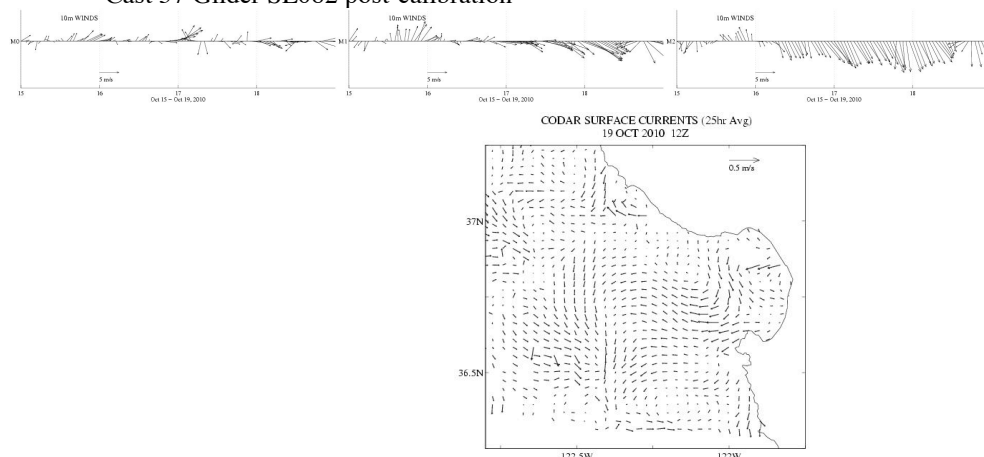 Cast 37 Glider SL062 post-calibration
10m WINDS
M0
5 m/s
15 16 17 18
Oct 15 – Oct 19, 2010
10m WINDS
M1
5 m/s
15 16 17 18
Oct 15 – Oct 19, 2010
10m WINDS
M2
5 m/s
15 16 17 18
Oct 15 – Oct 19, 2010
CODAR SURFACE CURRENTS (25hr Avg)
19 OCT 2010 12Z
0.5 m/s
37N
36.5N
122.5W 122W